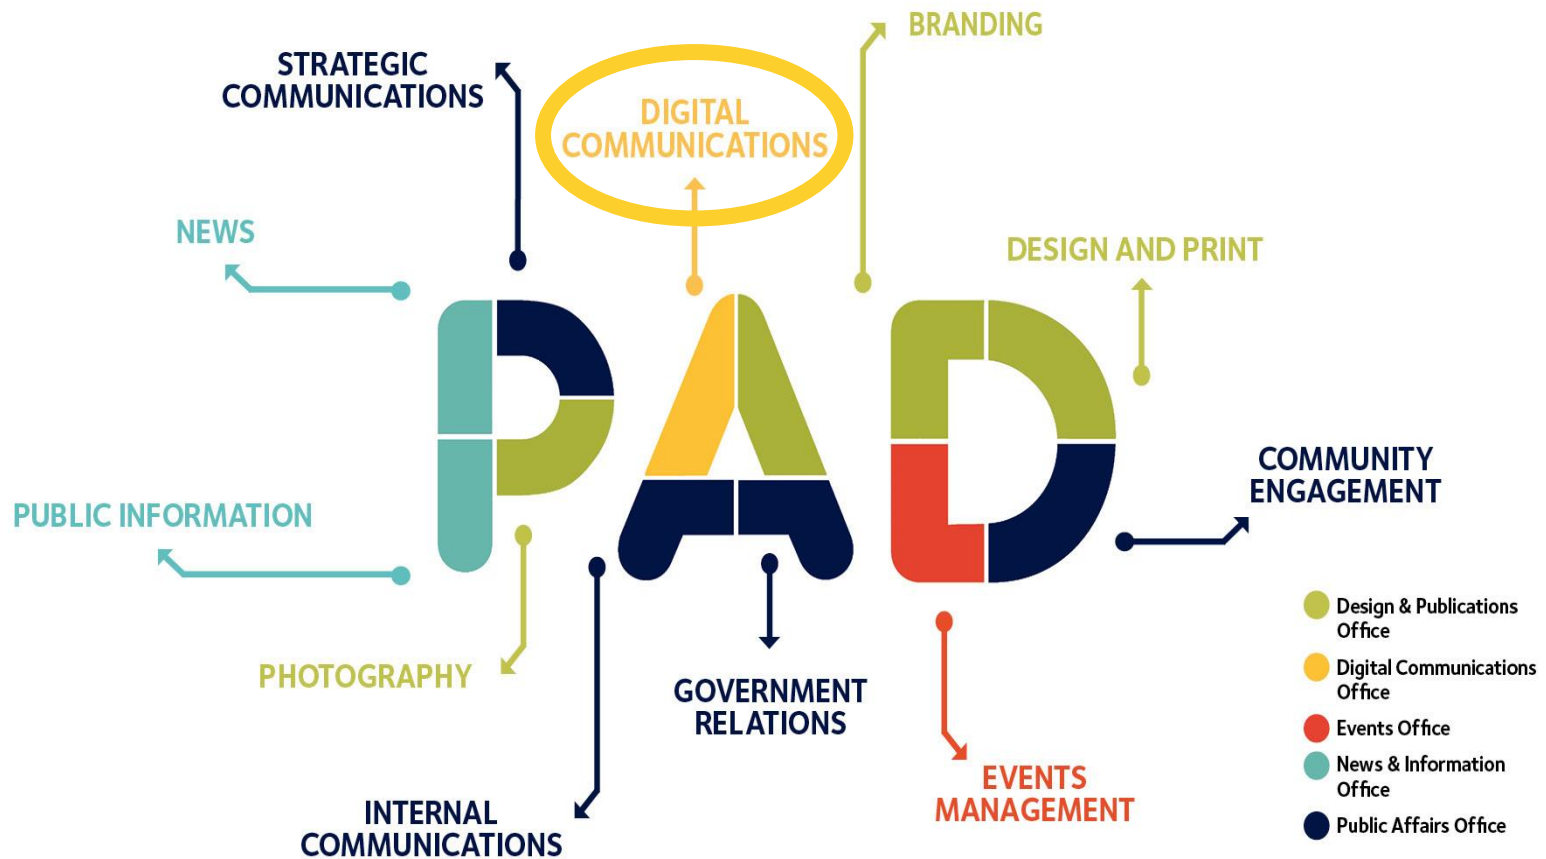 BRANDING
STRATEGIC
COMMUNICATIONS
DIGITAL
COMMUNICATIONS
NEWS
DESIGN AND PRINT
PAD
COMMUNITY
ENGAGEMENT
PUBLIC INFORMATION
PHOTOGRAPHY
GOVERNMENT
RELATIONS
EVENTS
MANAGEMENT
INTERNAL
COMMUNICATIONS
Design & Publications
Office
Digital Communications
Office
Events Office
News & Information
Office
Public Affairs Office